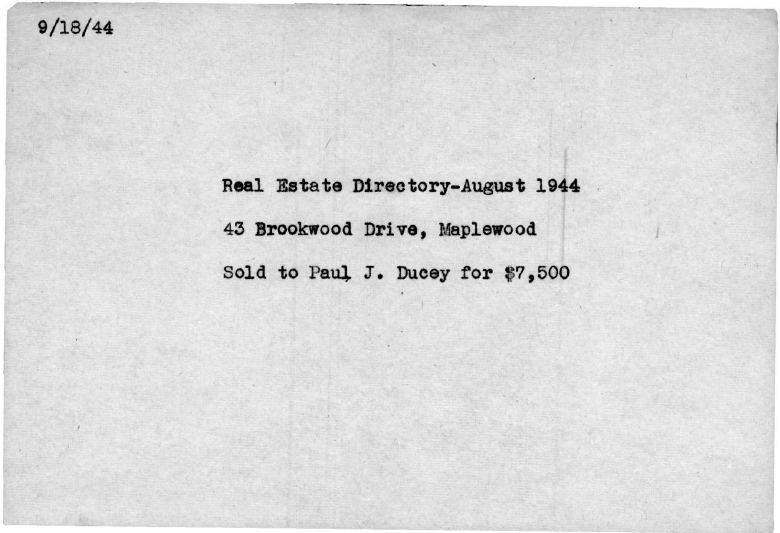 9/18/44
Real Estate Directory-August 1944
43 Brookwood Drive, Maplewood
Sold to Paul J. Ducey for $7,500